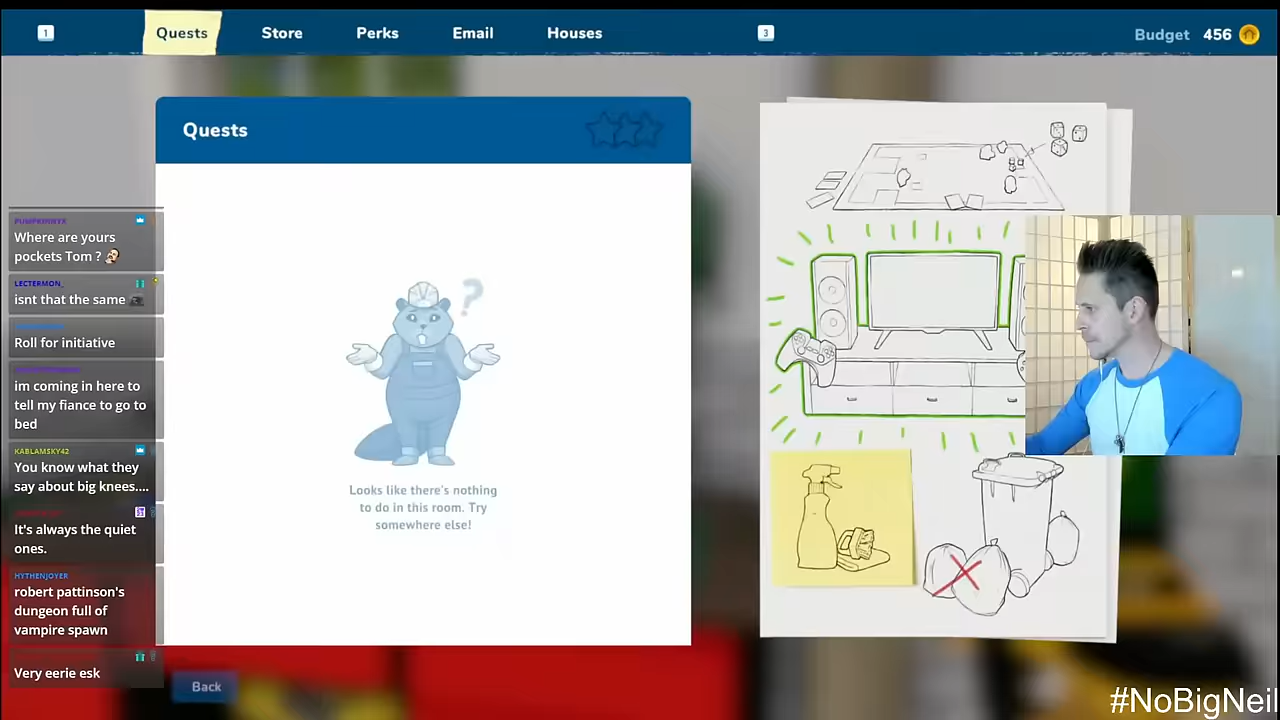 1 Quests Store Perks Email Houses 3 Budget 456
Quests
PUMPKINNYX
Where are yours
pockets Tom ?
LECTERMON_
isnt that the same
Roll for initiative
im coming in here to
tell my fiance to go to
bed
KABLAMSKY42
You know what they
say about big knees....
It's always the quiet
ones.
HYTHENJOYER
robert pattinson's
dungeon full of
vampire spawn
Very eerie esk
Looks like there's nothing
to do in this room. Try
somewhere else!
Back
#NoBigNeil